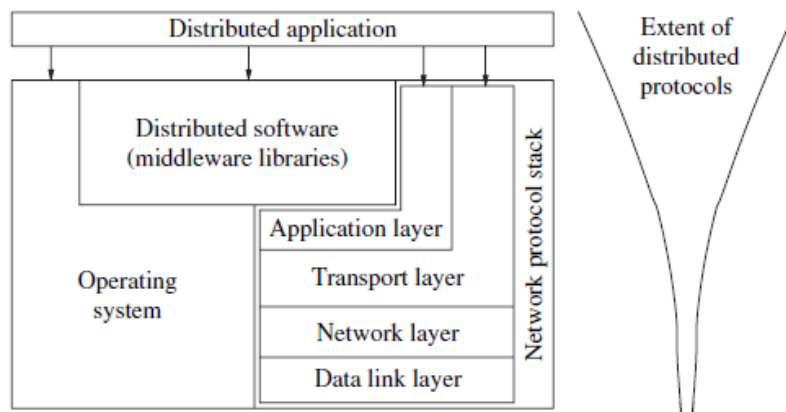 Distributed application
Extent of
distributed
protocols
Distributed software
(middleware libraries)
Network protocol stack
Application layer
Operating
system
Transport layer
Network layer
Data link layer